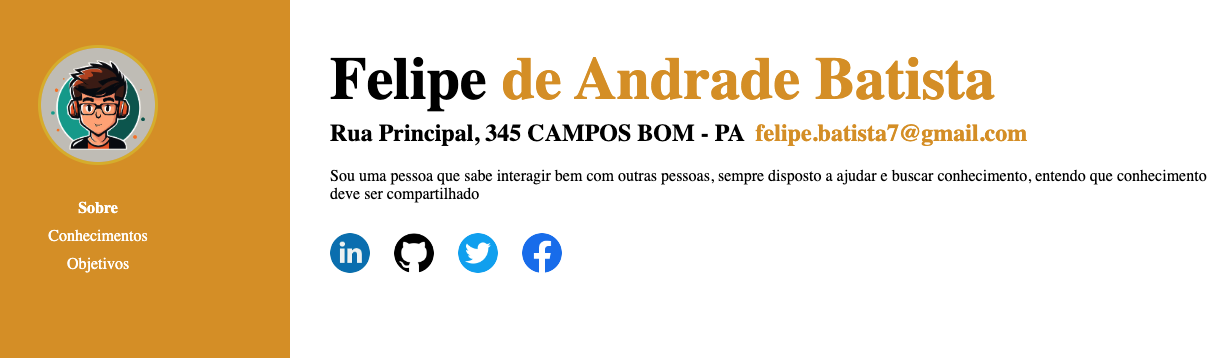 Sobre
Conhecimentos
Objetivos
Felipe de Andrade Batista
Rua Principal, 345 CAMPOS BOM - PA felipe.batista7@gmail.com
Sou uma pessoa que sabe interagir bem com outras pessoas, sempre disposto a ajudar e buscar conhecimento, entendo que conhecimento
deve ser compartilhado
in
f